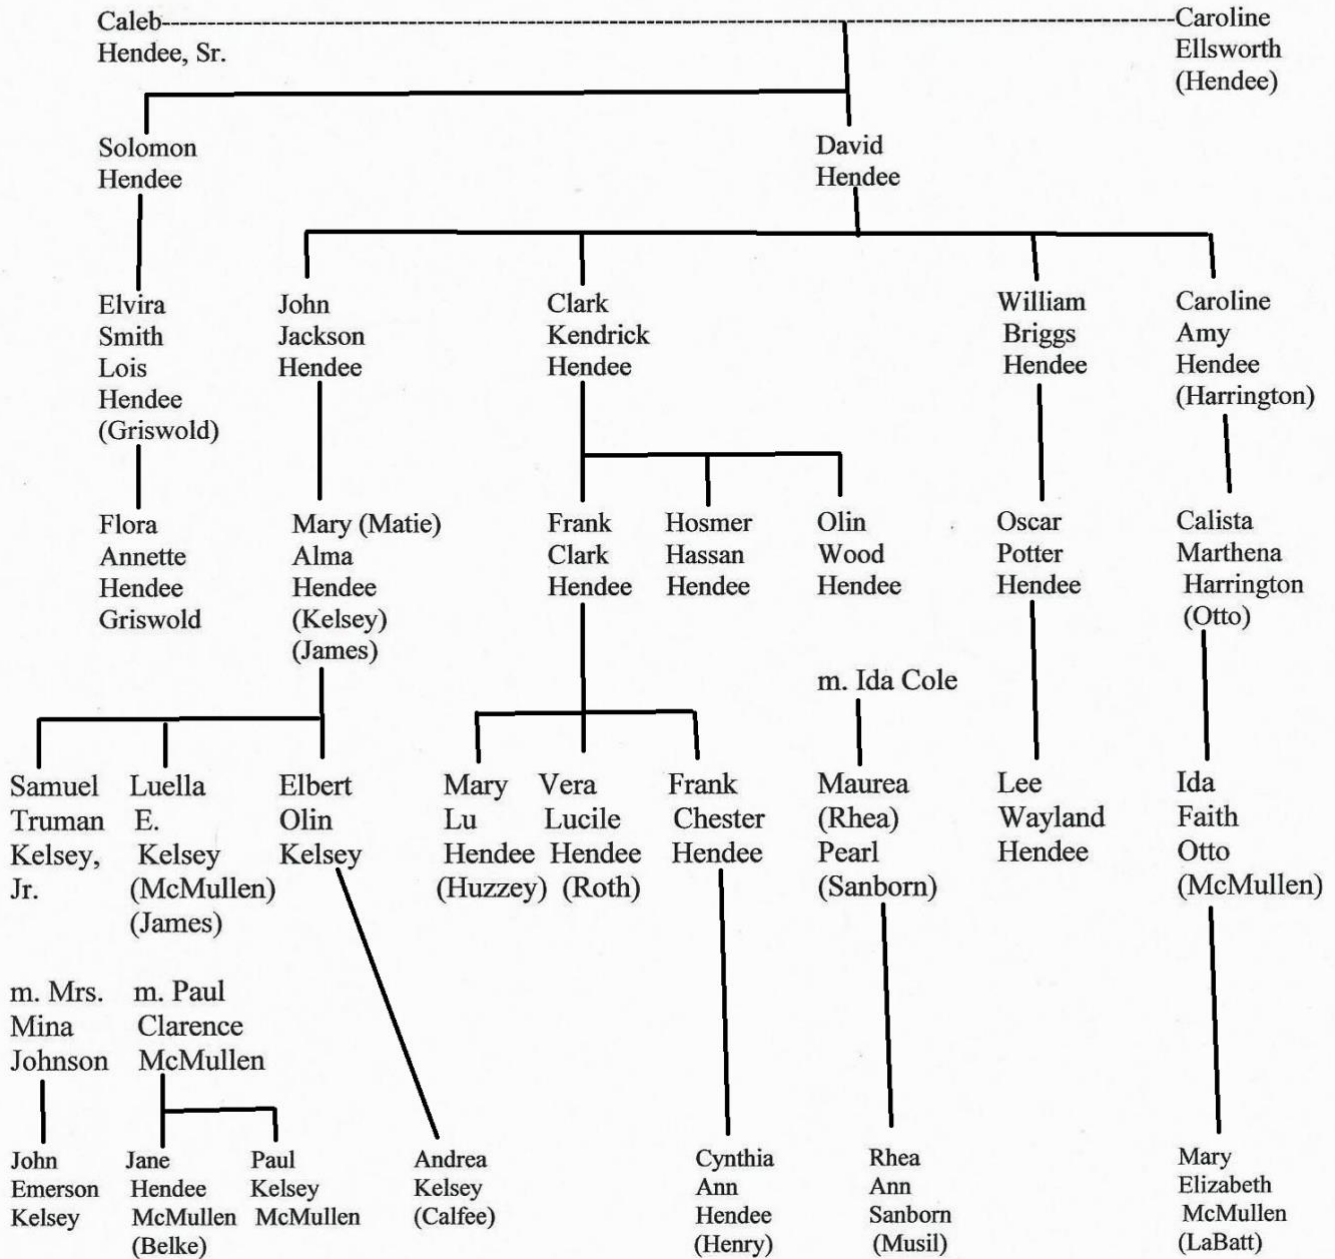 Caleb
Hendee, Sr.
Caroline
Ellsworth
(Hendee)
Solomon
Hendee
David
Hendee
Elvira
Smith
Lois
Hendee
(Griswold)
John
Jackson
Hendee
Clark
Kendrick
Hendee
William
Briggs
Hendee
Caroline
Amy
Hendee
(Harrington)
Flora
Annette
Hendee
Griswold
Mary (Matie)
Alma
Hendee
(Kelsey)
(James)
Frank
Clark
Hendee
Hosmer
Hassan
Hendee
Olin
Wood
Hendee
m. Ida Cole
Oscar
Potter
Hendee
Calista
Marthena
Harrington
(Otto)
Samuel
Truman
Kelsey,
Jr.
m. Mrs.
Mina
Johnson
Luella
E.
Kelsey
(McMullen)
(James)
m. Paul
Clarence
McMullen
Elbert
Olin
Kelsey
Mary
Lu
Hendee
(Huzzey)
Vera
Lucile
Hendee
(Roth)
Frank
Chester
Hendee
Maurea
(Rhea)
Pearl
(Sanborn)
Lee
Wayland
Hendee
Ida
Faith
Otto
(McMullen)
John
Emerson
Kelsey
Jane
Hendee
McMullen
(Belke)
Paul
Kelsey
McMullen
Andrea
Kelsey
(Calfee)
Cynthia
Ann
Hendee
(Henry)
Rhea
Ann
Sanborn
(Musil)
Mary
Elizabeth
McMullen
(LaBatt)